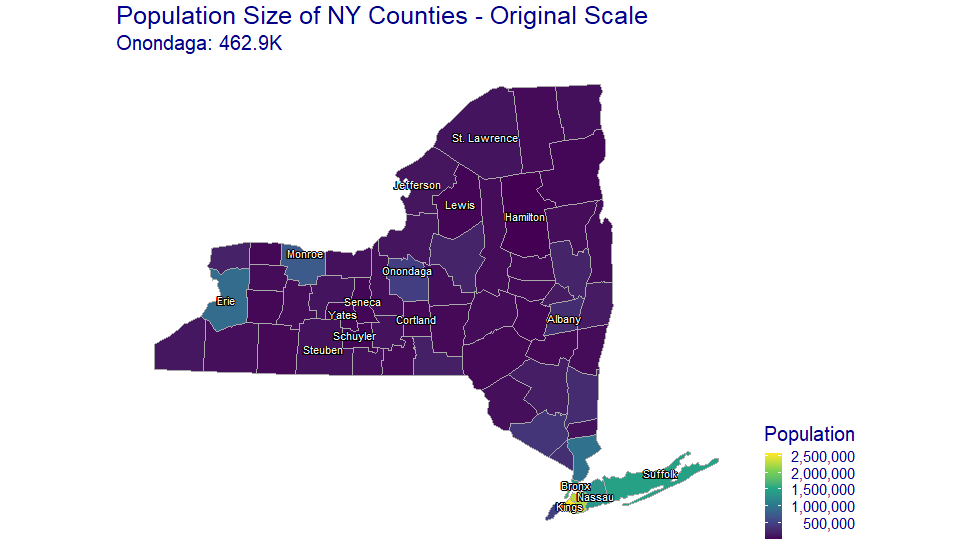 Population Size of NY Counties - Original Scale
Onondaga: 462.9K
St. Lawrence
Jefferson
Lewis
Hamilton
Monroe
Onondaga
Erie
Seneca
Yates
Cortland
Albany
Schuyler
Steuben
Population
2,500,000
2,000,000
1,500,000
1,000,000
500,000
Suffolk
Bronx
Nassau
Kings